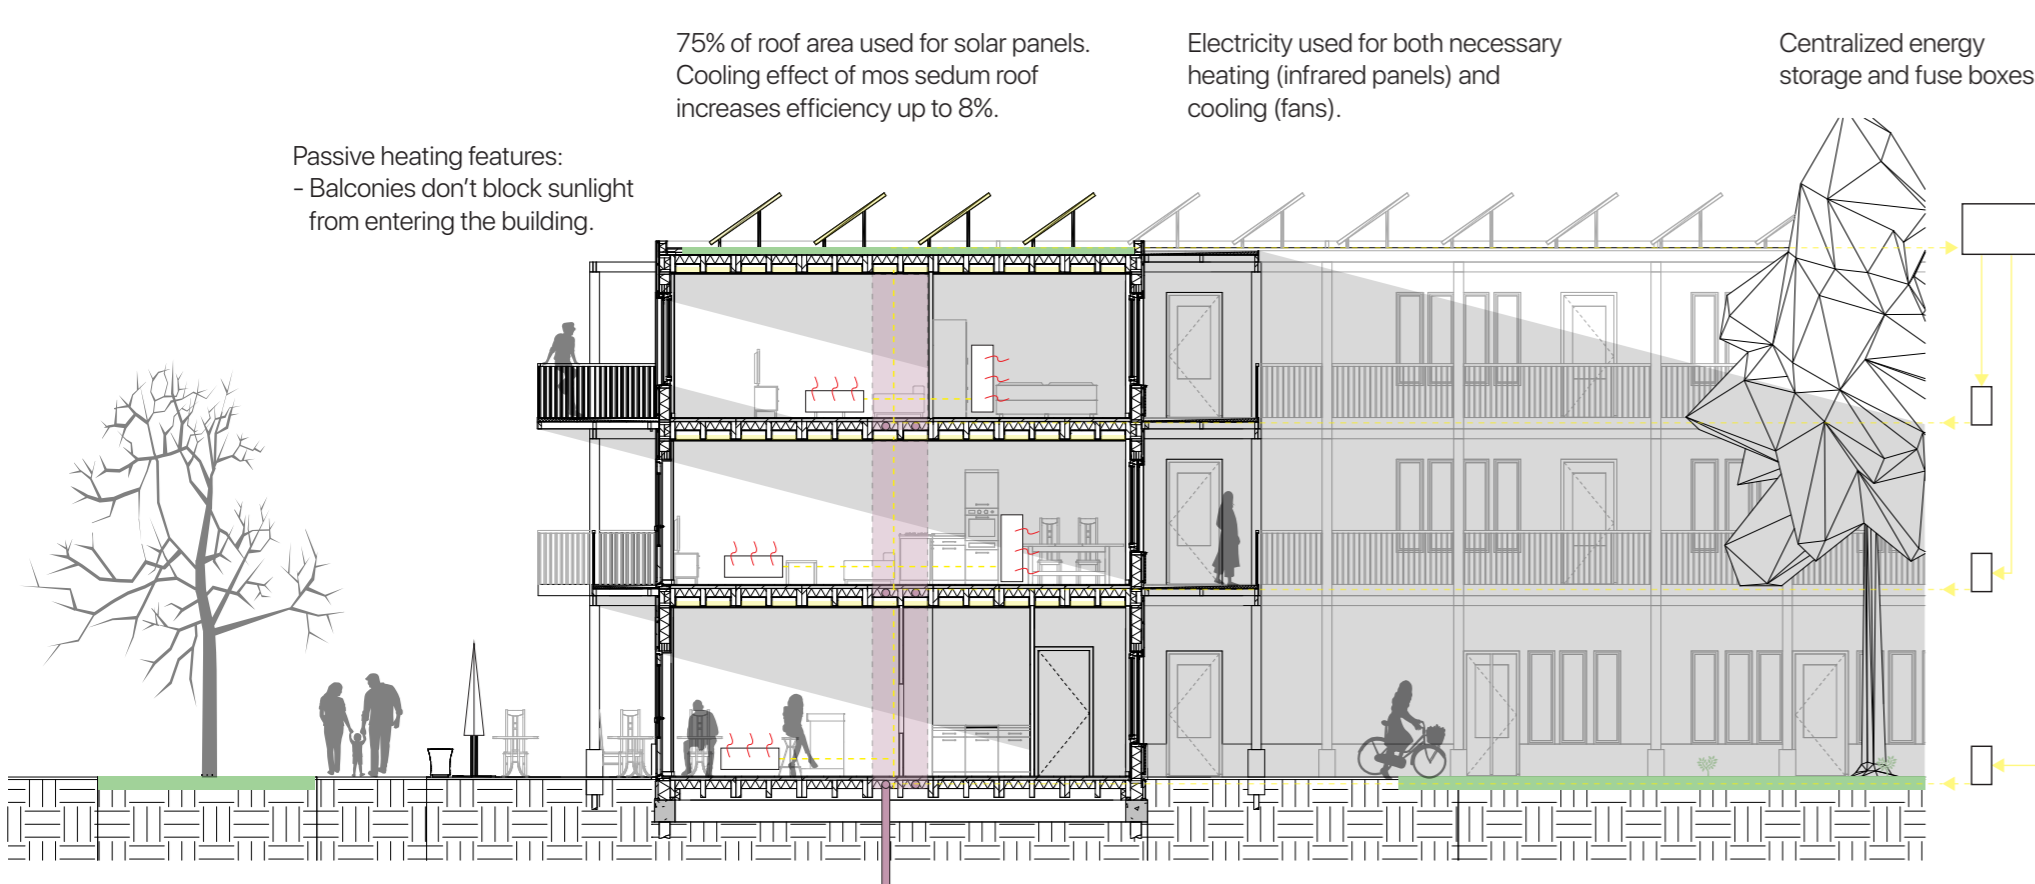 75% of roof area used for solar panels.
Cooling effect of mos sedum roof
increases efficiency up to 8%.
Electricity used for both necessary
heating (infrared panels) and
cooling (fans).
Centralized energy
storage and fuse boxes
Passive heating features:
- Balconies don’t block sunlight
from entering the building.